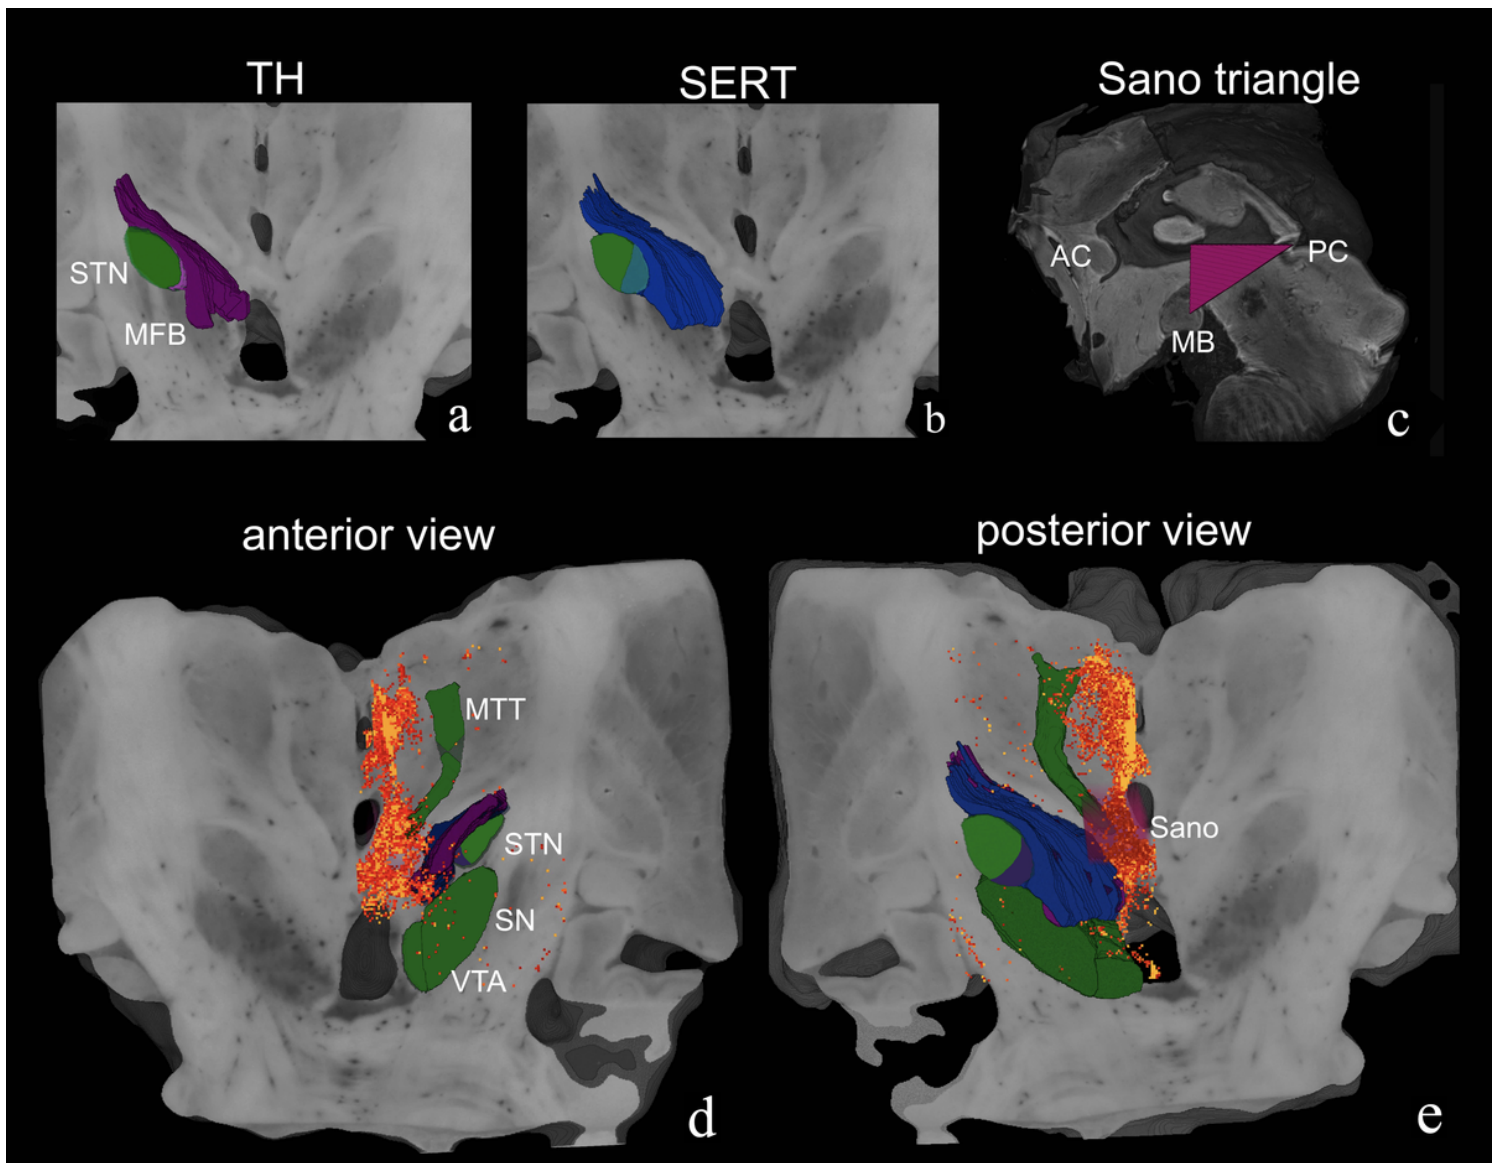 TH
SERT
Sano triangle
STN
MFB
AC
PC
MB
a
b
c
anterior view
posterior view
MTT
STN
SN
VTA
Sano
d
e